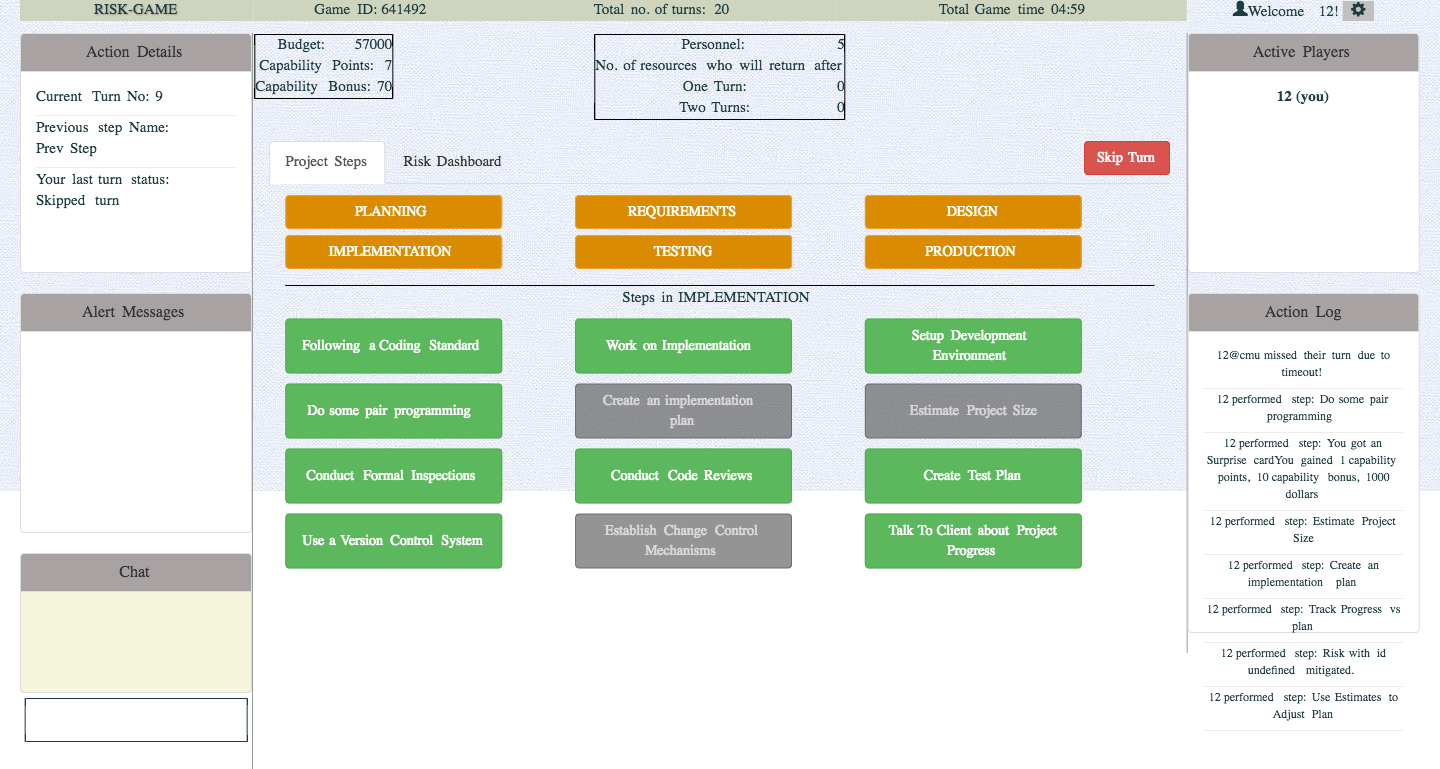 RISK-GAME
Game ID: 641492
Total no. of turns: 20
Total Game time 04:59
Welcome 12!
Action Details
Current Turn No: 9
Previous step Name:
Prev Step
Your last turn status:
Skipped turn
Alert Messages
Chat
Budget: 57000
Capability Points: 7
Capability Bonus: 70
Personnel: 5
No. of resources who will return after
One Turn: 0
Two Turns: 0
Project Steps
Risk Dashboard
Skip Turn
PLANNING
REQUIREMENTS
DESIGN
IMPLEMENTATION
TESTING
PRODUCTION
Steps in IMPLEMENTATION
Following a Coding Standard
Work on Implementation
Setup Development
Environment
Do some pair programming
Create an implementation
plan
Estimate Project Size
Conduct Formal Inspections
Conduct Code Reviews
Create Test Plan
Use a Version Control System
Establish Change Control
Mechanisms
Talk To Client about Project
Progress
Active Players
12 (you)
Action Log
12@cmu missed their turn due to
timeout!
12 performed step: Do some pair
programming
12 performed step: You got an
Surprise cardYou gained 1 capability
points, 10 capability bonus, 1000
dollars
12 performed step: Estimate Project
Size
12 performed step: Create an
implementation plan
12 performed step: Track Progress vs
plan
12 performed step: Risk with id
undefined mitigated.
12 performed step: Use Estimates to
Adjust Plan